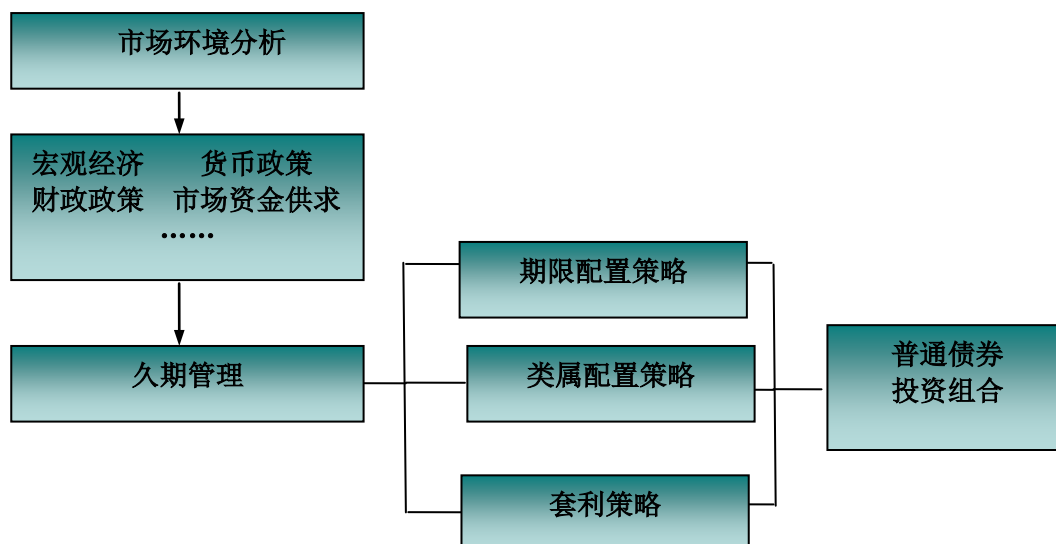 市场环境分析
宏观经济 货币政策
财政政策 市场资金供求
……
久期管理
期限配置策略
类属配置策略
套利策略
普通债券
投资组合